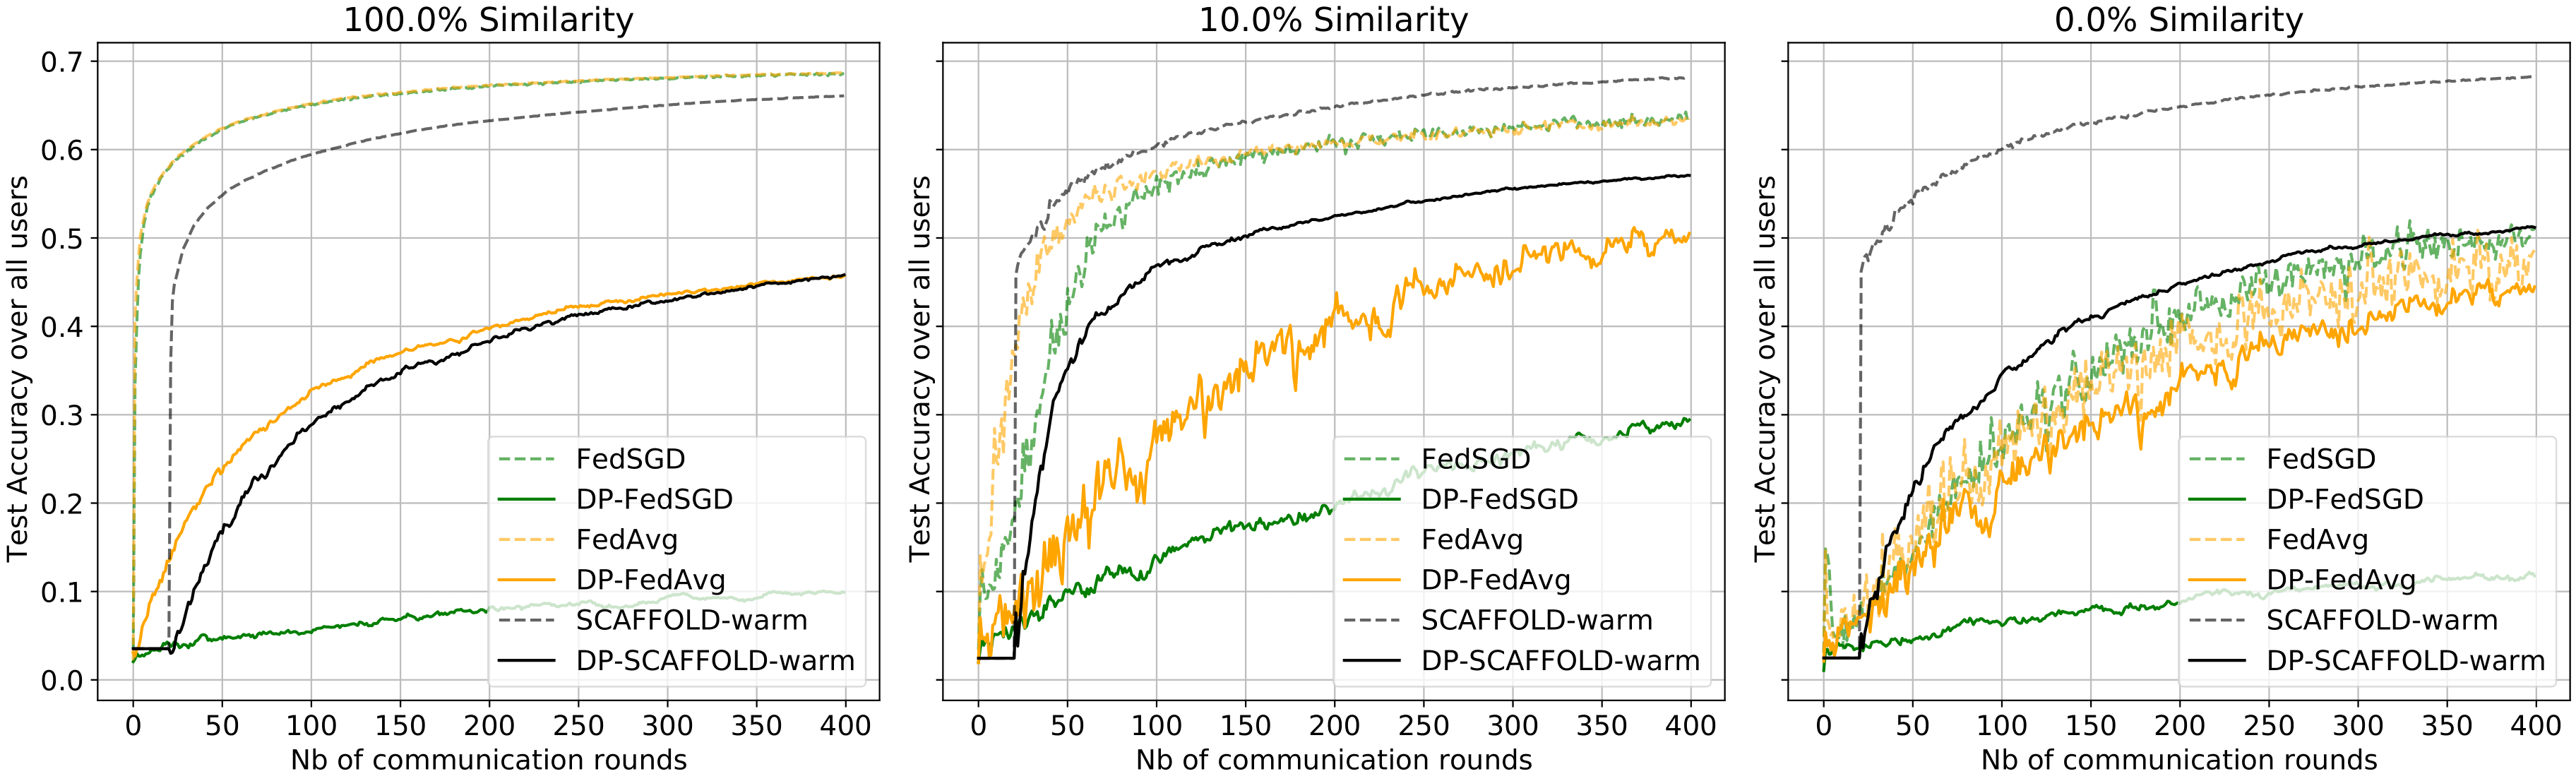 100.0% Similarity
Test Accuracy over all users
0.7
0.6
0.5
0.4
0.3
0.2
0.1
0.0
FedSGD
DP-FedSGD
FedAvg
DP-FedAvg
SCAFFOLD-warm
DP-SCAFFOLD-warm
0 50 100 150 200 250 300 350 400
Nb of communication rounds
10.0% Similarity
Test Accuracy over all users
FedSGD
DP-FedSGD
FedAvg
DP-FedAvg
SCAFFOLD-warm
DP-SCAFFOLD-warm
0 50 100 150 200 250 300 350 400
Nb of communication rounds
0.0% Similarity
Test Accuracy over all users
FedSGD
DP-FedSGD
FedAvg
DP-FedAvg
SCAFFOLD-warm
DP-SCAFFOLD-warm
0 50 100 150 200 250 300 350 400
Nb of communication rounds